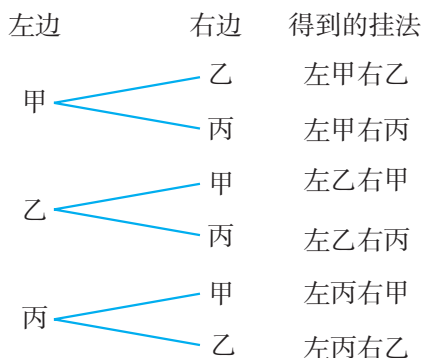 左边 右边 得到的挂法
乙 左甲右乙
甲
丙 左甲右丙
甲 左乙右甲
乙
丙 左乙右丙
甲 左丙右甲
丙
乙 左丙右乙